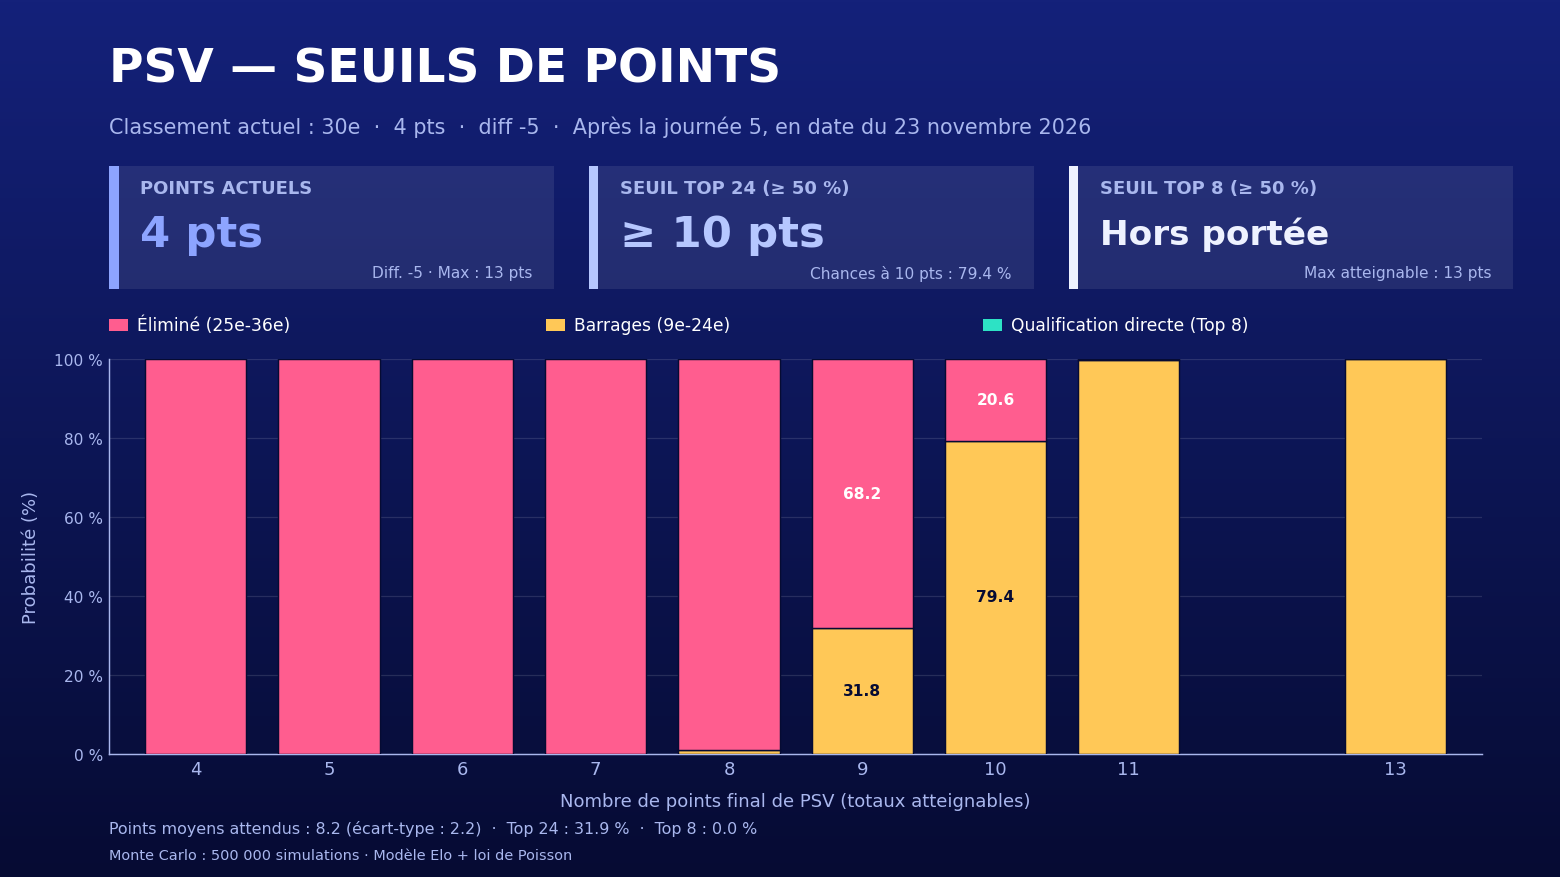 PSV — SEUILS DE POINTS
Classement actuel : 30e · 4 pts · diff -5 · Après la journée 5, en date du 23 novembre 2026
POINTS ACTUELS
4 pts
Diff. -5 · Max : 13 pts
SEUIL TOP 24 (≥ 50 %)
≥ 10 pts
Chances à 10 pts : 79.4 %
SEUIL TOP 8 (≥ 50 %)
Hors portée
Max atteignable : 13 pts
Éliminé (25e-36e)
Barrages (9e-24e)
Qualification directe (Top 8)
Probabilité (%)
100 %
80 %
60 %
40 %
20 %
0 %
68.2
31.8
20.6
79.4
4 5 6 7 8 9 10 11 13
Nombre de points final de PSV (totaux atteignables)
Points moyens attendus : 8.2 (écart-type : 2.2) · Top 24 : 31.9 % · Top 8 : 0.0 %
Monte Carlo : 500 000 simulations · Modèle Elo + loi de Poisson